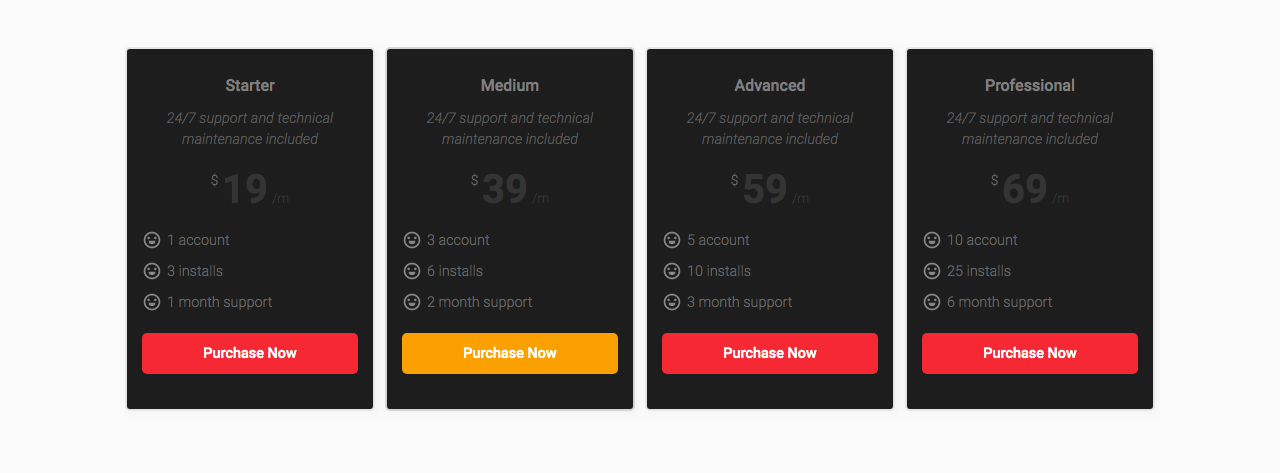 Starter
24/7 support and technical
maintenance included
$ 19 /m
1 account
3 installs
1 month support
Purchase Now
Medium
24/7 support and technical
maintenance included
$ 39 /m
3 account
6 installs
2 month support
Purchase Now
Advanced
24/7 support and technical
maintenance included
$ 59 /m
5 account
10 installs
3 month support
Purchase Now
Professional
24/7 support and technical
maintenance included
$ 69 /m
10 account
25 installs
6 month support
Purchase Now